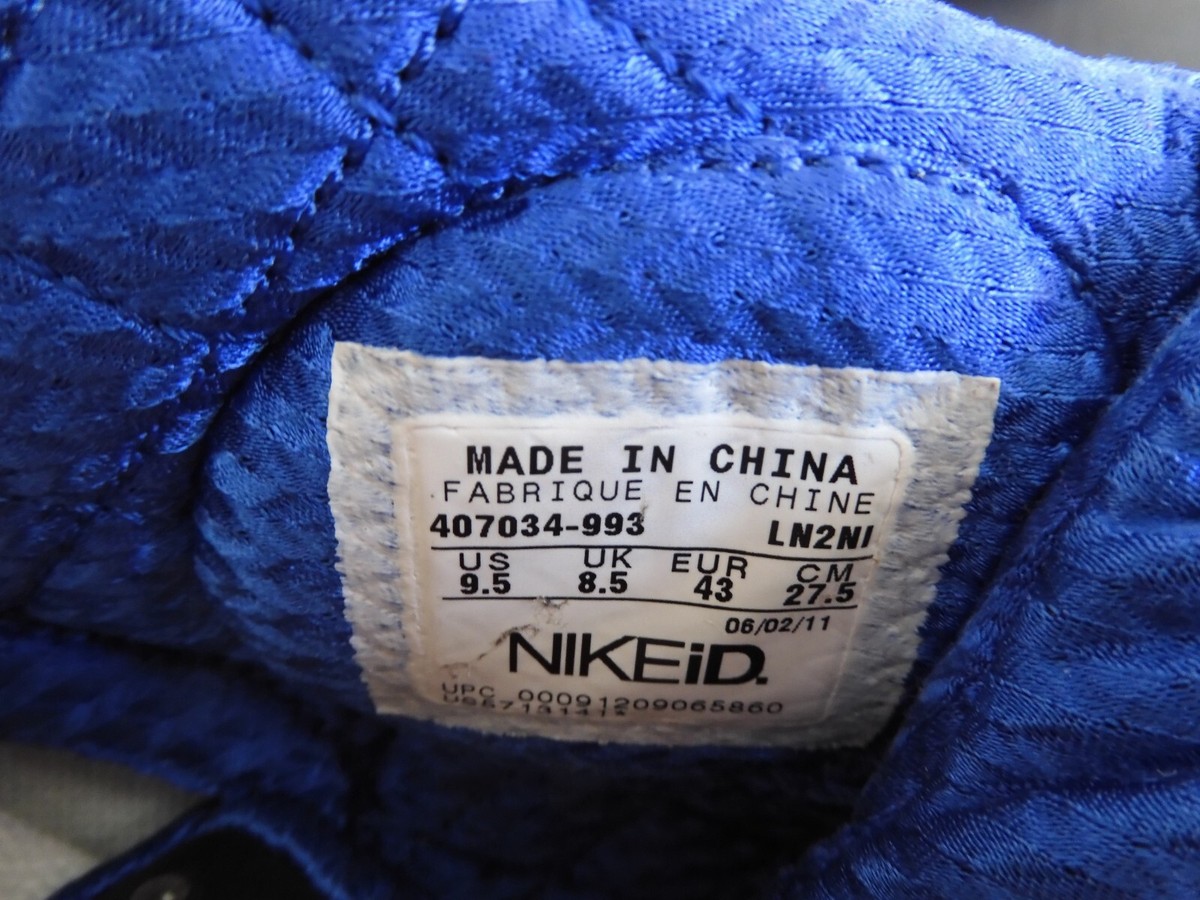 MADE IN CHINA
FABRIQUE EN CHINE
407034-993 LN2NI
US UK EUR CM
9.5 8.5 43 27.5
06/02/11
NIKEiD.
UPC 00091209065860